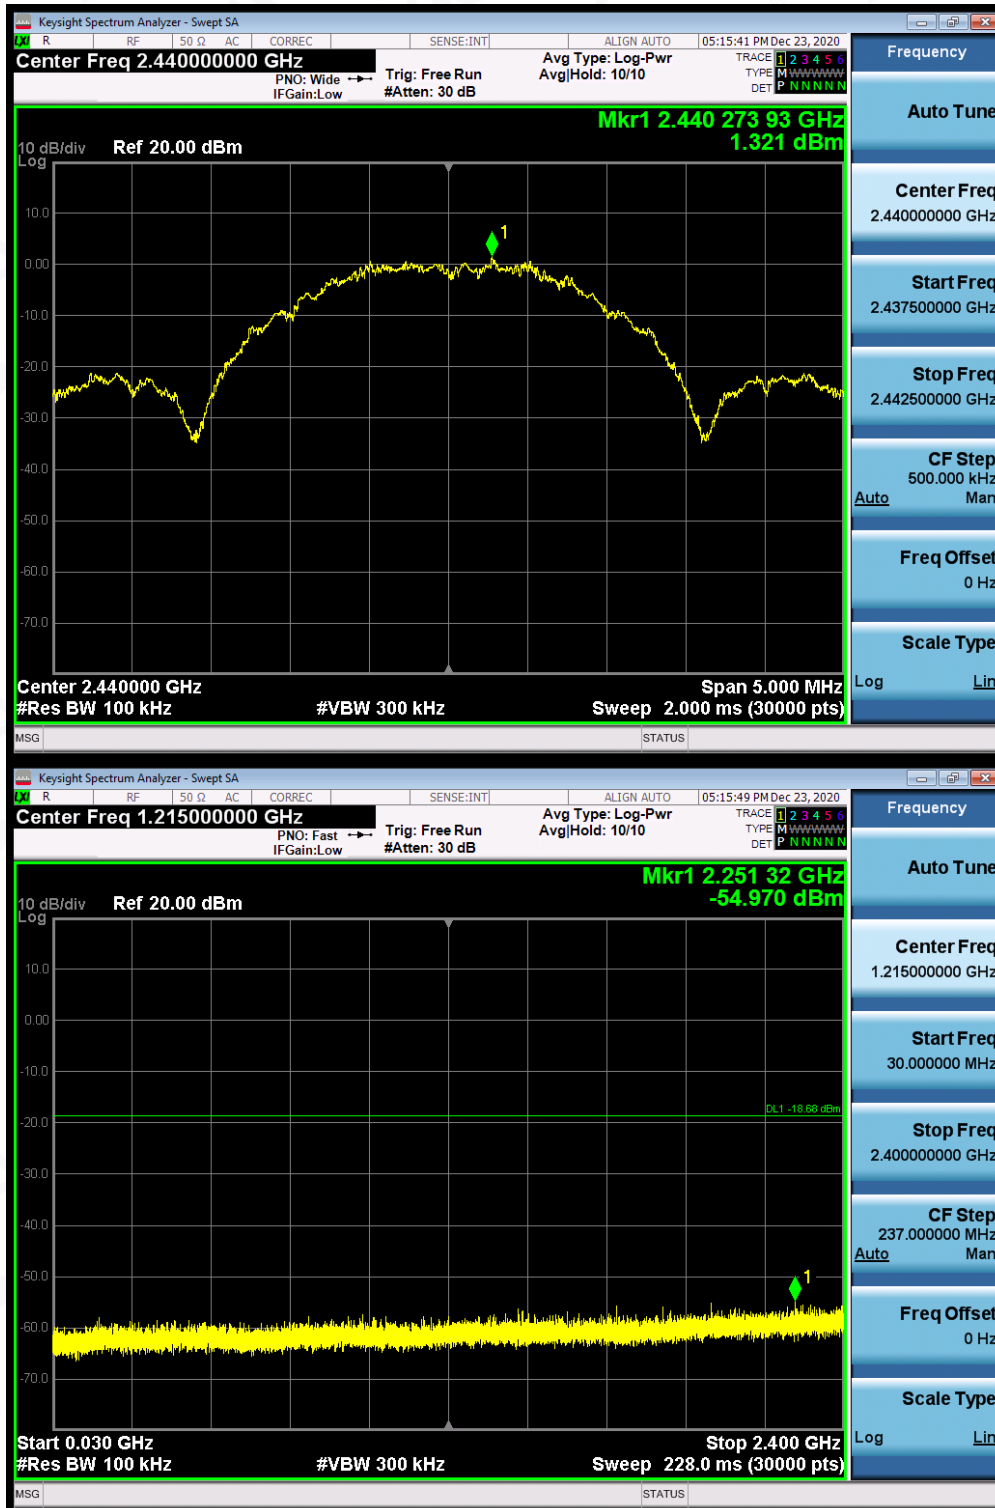 Keysight Spectrum Analyzer - Swept SA
LXI R RF 50 Ω AC CORREC SENSE:INT ALIGN AUTO 05:15:41 PM Dec 23, 2020
Center Freq 2.440000000 GHz
PNO: Wide
IFGain:Low
Trig: Free Run
#Atten: 30 dB
Avg Type: Log-Pwr
Avg|Hold: 10/10
TRACE 1 2 3 4 5 6
TYPE M WWWWW
DET P N N N N N
Mkr1 2.440 273 93 GHz
1.321 dBm
10 dB/div Ref 20.00 dBm
Log
10.0
1
0.00
-10.0
-20.0
-30.0
-40.0
-50.0
-60.0
-70.0
Center 2.440000 GHz Span 5.000 MHz
#Res BW 100 kHz #VBW 300 kHz Sweep 2.000 ms (30000 pts)
MSG STATUS
Frequency
Auto Tune
Center Freq
2.440000000 GHz
Start Freq
2.437500000 GHz
Stop Freq
2.442500000 GHz
CF Step
500.000 kHz
Auto Man
Freq Offset
0 Hz
Scale Type
Log Lin
Keysight Spectrum Analyzer - Swept SA
LXI R RF 50 Ω AC CORREC SENSE:INT ALIGN AUTO 05:15:49 PM Dec 23, 2020
Center Freq 1.215000000 GHz
PNO: Fast
IFGain:Low
Trig: Free Run
#Atten: 30 dB
Avg Type: Log-Pwr
Avg|Hold: 10/10
TRACE 1 2 3 4 5 6
TYPE M WWWWW
DET P N N N N N
Mkr1 2.251 32 GHz
-54.970 dBm
10 dB/div Ref 20.00 dBm
Log
10.0
0.00
-10.0
DL1 -18.68 dBm
-20.0
-30.0
-40.0
-50.0
1
-60.0
-70.0
Start 0.030 GHz Stop 2.400 GHz
#Res BW 100 kHz #VBW 300 kHz Sweep 228.0 ms (30000 pts)
MSG STATUS
Frequency
Auto Tune
Center Freq
1.215000000 GHz
Start Freq
30.000000 MHz
Stop Freq
2.400000000 GHz
CF Step
237.000000 MHz
Auto Man
Freq Offset
0 Hz
Scale Type
Log Lin